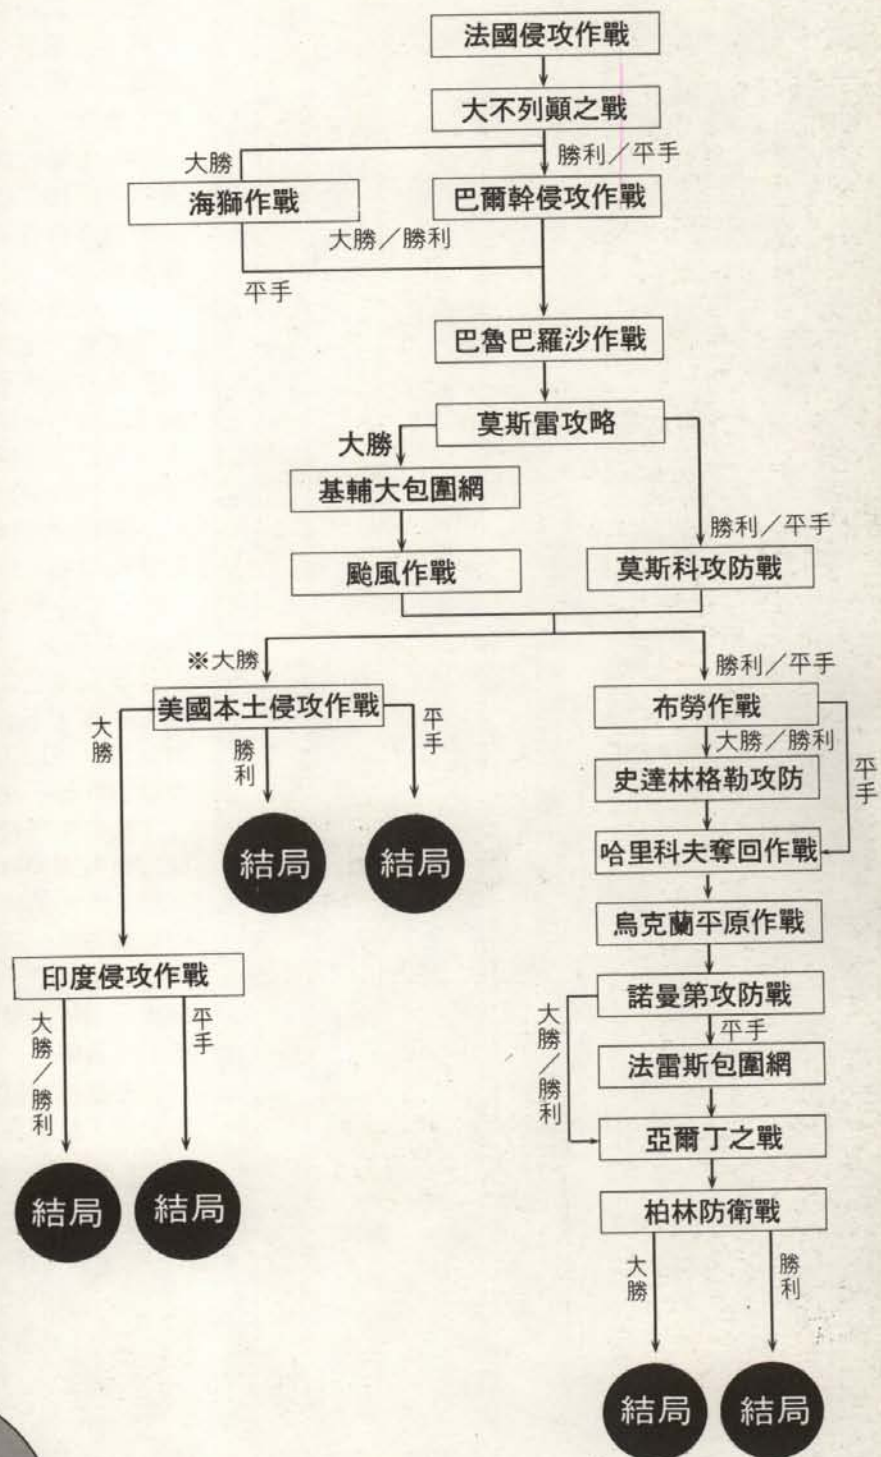 法國侵攻作戰
大不列顛之戰
大勝
勝利／平手
海獅作戰
巴爾幹侵攻作戰
大勝／勝利
平手
巴魯巴羅沙作戰
莫斯雷攻略
大勝
基輔大包圍網
勝利／平手
颱風作戰
莫斯科攻防戰
※大勝
勝利／平手
美國本土侵攻作戰
布勞作戰
大勝
勝利
平手
大勝／勝利
平手
史達林格勒攻防
結局
結局
哈里科夫奪回作戰
烏克蘭平原作戰
印度侵攻作戰
諾曼第攻防戰
大勝／勝利
平手
大勝／勝利
平手
法雷斯包圍網
亞爾丁之戰
結局
結局
柏林防衛戰
大勝
勝利
結局
結局